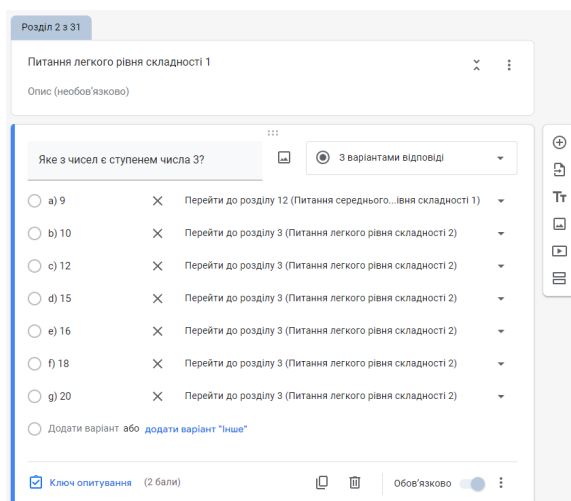 Розділ 2 з 31
Питання легкого рівня складності 1
Опис (необов'язково)
Яке з чисел є ступенем числа 3?
З варіантами відповіді
a) 9 Перейти до розділу 12 (Питання середнього...івня складності 1)
b) 10 Перейти до розділу 3 (Питання легкого рівня складності 2)
c) 12 Перейти до розділу 3 (Питання легкого рівня складності 2)
d) 15 Перейти до розділу 3 (Питання легкого рівня складності 2)
e) 16 Перейти до розділу 3 (Питання легкого рівня складності 2)
f) 18 Перейти до розділу 3 (Питання легкого рівня складності 2)
g) 20 Перейти до розділу 3 (Питання легкого рівня складності 2)
Додати варіант або додати варіант "Інше"
Ключ опитування (2 бали) Обов'язково